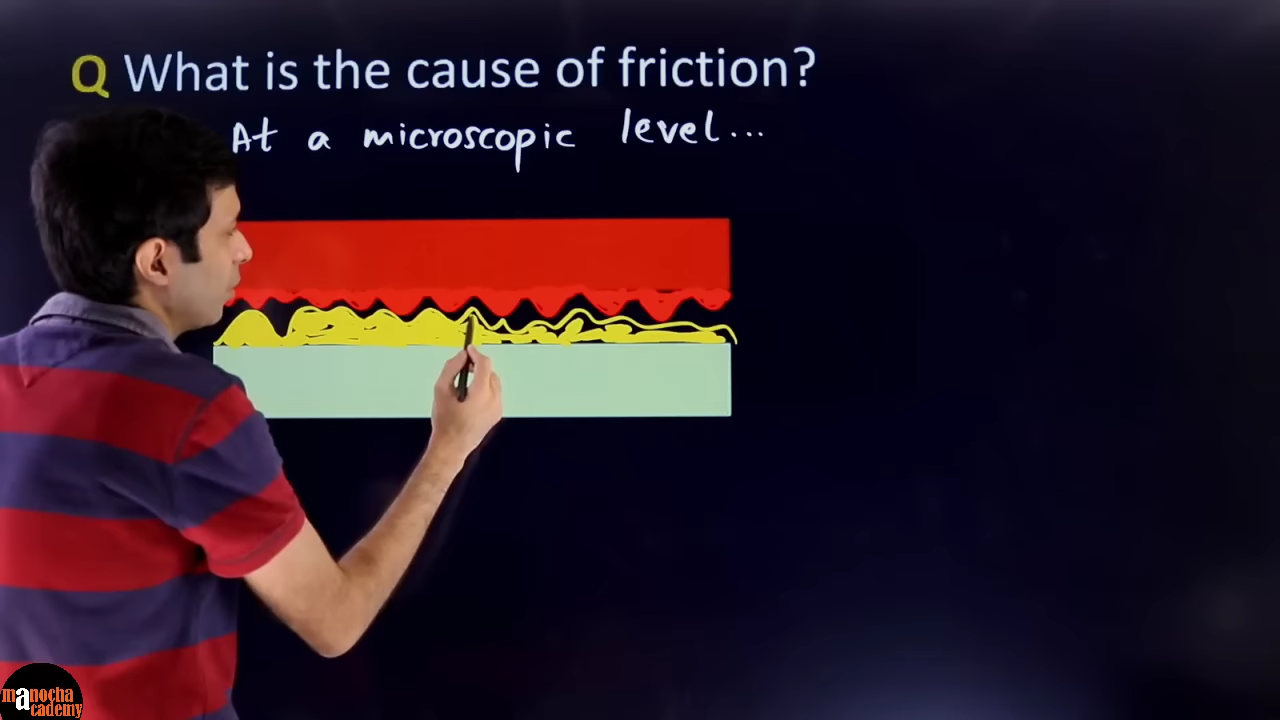 Q What is the cause of friction?
At a microscopic level...
manocha
academy